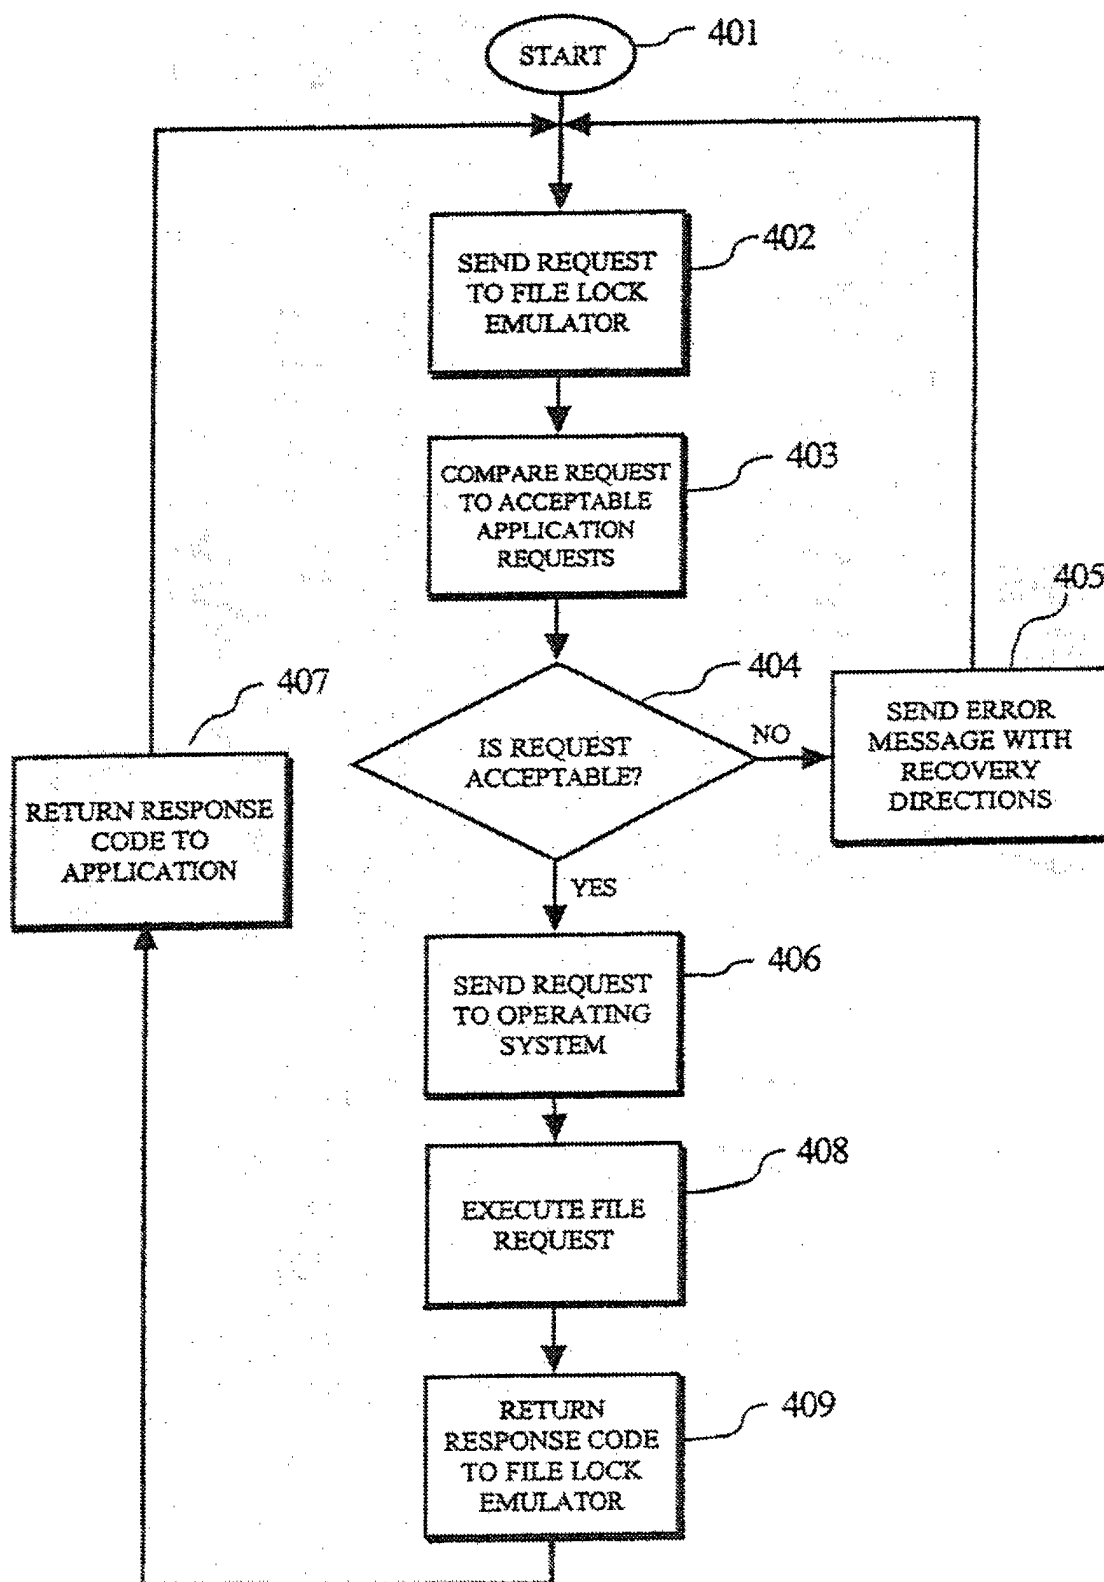 START
401
SEND REQUEST
TO FILE LOCK
EMULATOR
402
COMPARE REQUEST
TO ACCEPTABLE
APPLICATION
REQUESTS
403
IS REQUEST
ACCEPTABLE?
404
NO
SEND ERROR
MESSAGE WITH
RECOVERY
DIRECTIONS
405
YES
SEND REQUEST
TO OPERATING
SYSTEM
406
RETURN RESPONSE
CODE TO
APPLICATION
407
EXECUTE FILE
REQUEST
408
RETURN
RESPONSE CODE
TO FILE LOCK
EMULATOR
409